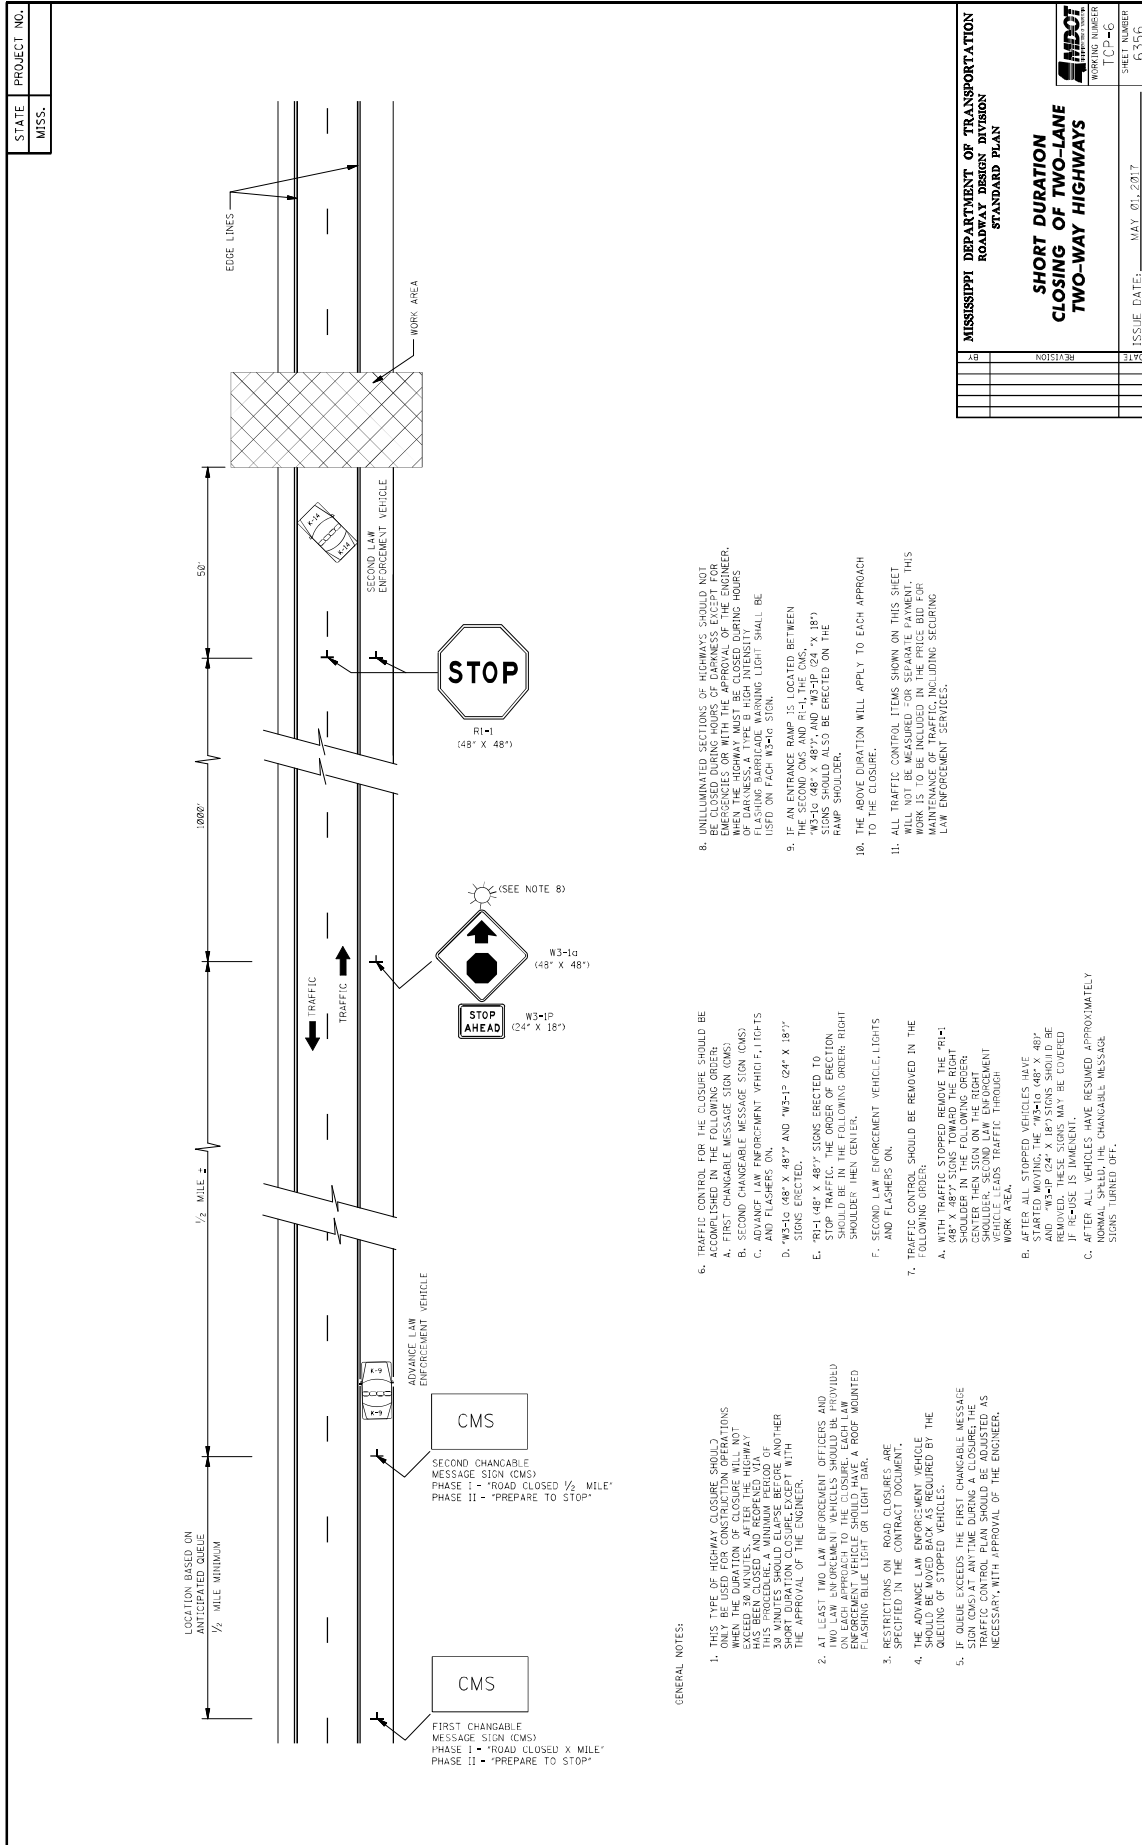 STATE
PROJECT NO.
MISS.
EDGE LINES
WORK AREA
50'
SECOND LAW
ENFORCEMENT VEHICLE
K-14
K-14
STOP
R1-1
(48" X 48")
1000'
(SEE NOTE 8)
W3-1a
(48" X 48")
STOP
AHEAD
W3-1P
(24" X 18")
TRAFFIC
TRAFFIC
1/2 MILE ±
ADVANCE LAW
ENFORCEMENT VEHICLE
K-9
K-9
CMS
SECOND CHANGABLE
MESSAGE SIGN (CMS)
PHASE I - "ROAD CLOSED 1/2 MILE"
PHASE II - "PREPARE TO STOP"
LOCATION BASED ON
ANTICIPATED QUEUE
1/2 MILE MINIMUM
CMS
FIRST CHANGABLE
MESSAGE SIGN (CMS)
PHASE I - "ROAD CLOSED X MILE"
PHASE II - "PREPARE TO STOP"
GENERAL NOTES:
1. THIS TYPE OF HIGHWAY CLOSURE SHOULD
ONLY BE USED FOR CONSTRUCTION OPERATIONS
WHEN THE DURATION OF CLOSURE WILL NOT
EXCEED 30 MINUTES. AFTER THE HIGHWAY
HAS BEEN CLOSED AND REOPENED VIA
THIS PROCEDURE, A MINIMUM PERIOD OF
30 MINUTES SHOULD ELAPSE BEFORE ANOTHER
SHORT DURATION CLOSURE, EXCEPT WITH
THE APPROVAL OF THE ENGINEER.
2. AT LEAST TWO LAW ENFORCEMENT OFFICERS AND
TWO LAW ENFORCEMENT VEHICLES SHOULD BE PROVIDED
ON EACH APPROACH TO THE CLOSURE. EACH LAW
ENFORCEMENT VEHICLE SHOULD HAVE A ROOF MOUNTED
FLASHING BLUE LIGHT OR LIGHT BAR.
3. RESTRICTIONS ON ROAD CLOSURES ARE
SPECIFIED IN THE CONTRACT DOCUMENT.
4. THE ADVANCE LAW ENFORCEMENT VEHICLE
SHOULD BE MOVED BACK AS REQUIRED BY THE
QUEUING OF STOPPED VEHICLES.
5. IF QUEUE EXCEEDS THE FIRST CHANGABLE MESSAGE
SIGN (CMS) AT ANYTIME DURING A CLOSURE, THE
TRAFFIC CONTROL PLAN SHOULD BE ADJUSTED AS
NECESSARY, WITH APPROVAL OF THE ENGINEER.
6. TRAFFIC CONTROL FOR THE CLOSURE SHOULD BE
ACCOMPLISHED IN THE FOLLOWING ORDER:
A. FIRST CHANGABLE MESSAGE SIGN (CMS)
B. SECOND CHANGEABLE MESSAGE SIGN (CMS)
C. ADVANCE LAW ENFORCEMENT VEHICLE, LIGHTS
AND FLASHERS ON.
D. "W3-1a (48" X 48")" AND "W3-1P (24" X 18")"
SIGNS ERECTED.
E. "R1-1 (48" X 48")" SIGNS ERECTED TO
STOP TRAFFIC. THE ORDER OF ERECTION
SHOULD BE IN THE FOLLOWING ORDER: RIGHT
SHOULDER THEN CENTER.
F. SECOND LAW ENFORCEMENT VEHICLE, LIGHTS
AND FLASHERS ON.
7. TRAFFIC CONTROL SHOULD BE REMOVED IN THE
FOLLOWING ORDER:
A. WITH TRAFFIC STOPPED REMOVE THE "R1-1
(48" X 48")" SIGNS TOWARD THE RIGHT
SHOULDER IN THE FOLLOWING ORDER:
CENTER THEN SIGN ON THE RIGHT
SHOULDER. SECOND LAW ENFORCEMENT
VEHICLE LEADS TRAFFIC THROUGH
WORK AREA.
B. AFTER ALL STOPPED VEHICLES HAVE
STARTED MOVING, THE "W3-1a (48" X 48)"
AND "W3-1P (24" X 18")" SIGNS SHOULD BE
REMOVED. THESE SIGNS MAY BE COVERED
IF RE-USE IS IMMENENT.
C. AFTER ALL VEHICLES HAVE RESUMED APPROXIMATELY
NORMAL SPEED, THE CHANGABLE MESSAGE
SIGNS TURNED OFF.
8. UNILLUMINATED SECTIONS OF HIGHWAYS SHOULD NOT
BE CLOSED DURING HOURS OF DARKNESS EXCEPT FOR
EMERGENCIES OR WITH THE APPROVAL OF THE ENGINEER.
WHEN THE HIGHWAY MUST BE CLOSED DURING HOURS
OF DARKNESS, A TYPE B HIGH INTENSITY
FLASHING BARRICADE WARNING LIGHT SHALL BE
USED ON EACH W3-1a SIGN.
9. IF AN ENTRANCE RAMP IS LOCATED BETWEEN
THE SECOND CMS AND R1-1, THE CMS,
"W3-1a (48" X 48")", AND "W3-1P (24 "X 18")
SIGNS SHOULD ALSO BE ERECTED ON THE
RAMP SHOULDER.
10. THE ABOVE DURATION WILL APPLY TO EACH APPROACH
TO THE CLOSURE.
11. ALL TRAFFIC CONTROL ITEMS SHOWN ON THIS SHEET
WILL NOT BE MEASURED FOR SEPARATE PAYMENT. THIS
WORK IS TO BE INCLUDED IN THE PRICE BID FOR
MAINTENANCE OF TRAFFIC, INCLUDING SECURING
LAW ENFORCEMENT SERVICES.
BY
REVISION
DATE
MISSISSIPPI DEPARTMENT OF TRANSPORTATION
ROADWAY DESIGN DIVISION
STANDARD PLAN
SHORT DURATION
CLOSING OF TWO-LANE
TWO-WAY HIGHWAYS
MDOT
WORKING NUMBER
TCP-6
SHEET NUMBER
6356
ISSUE DATE: MAY 01, 2017